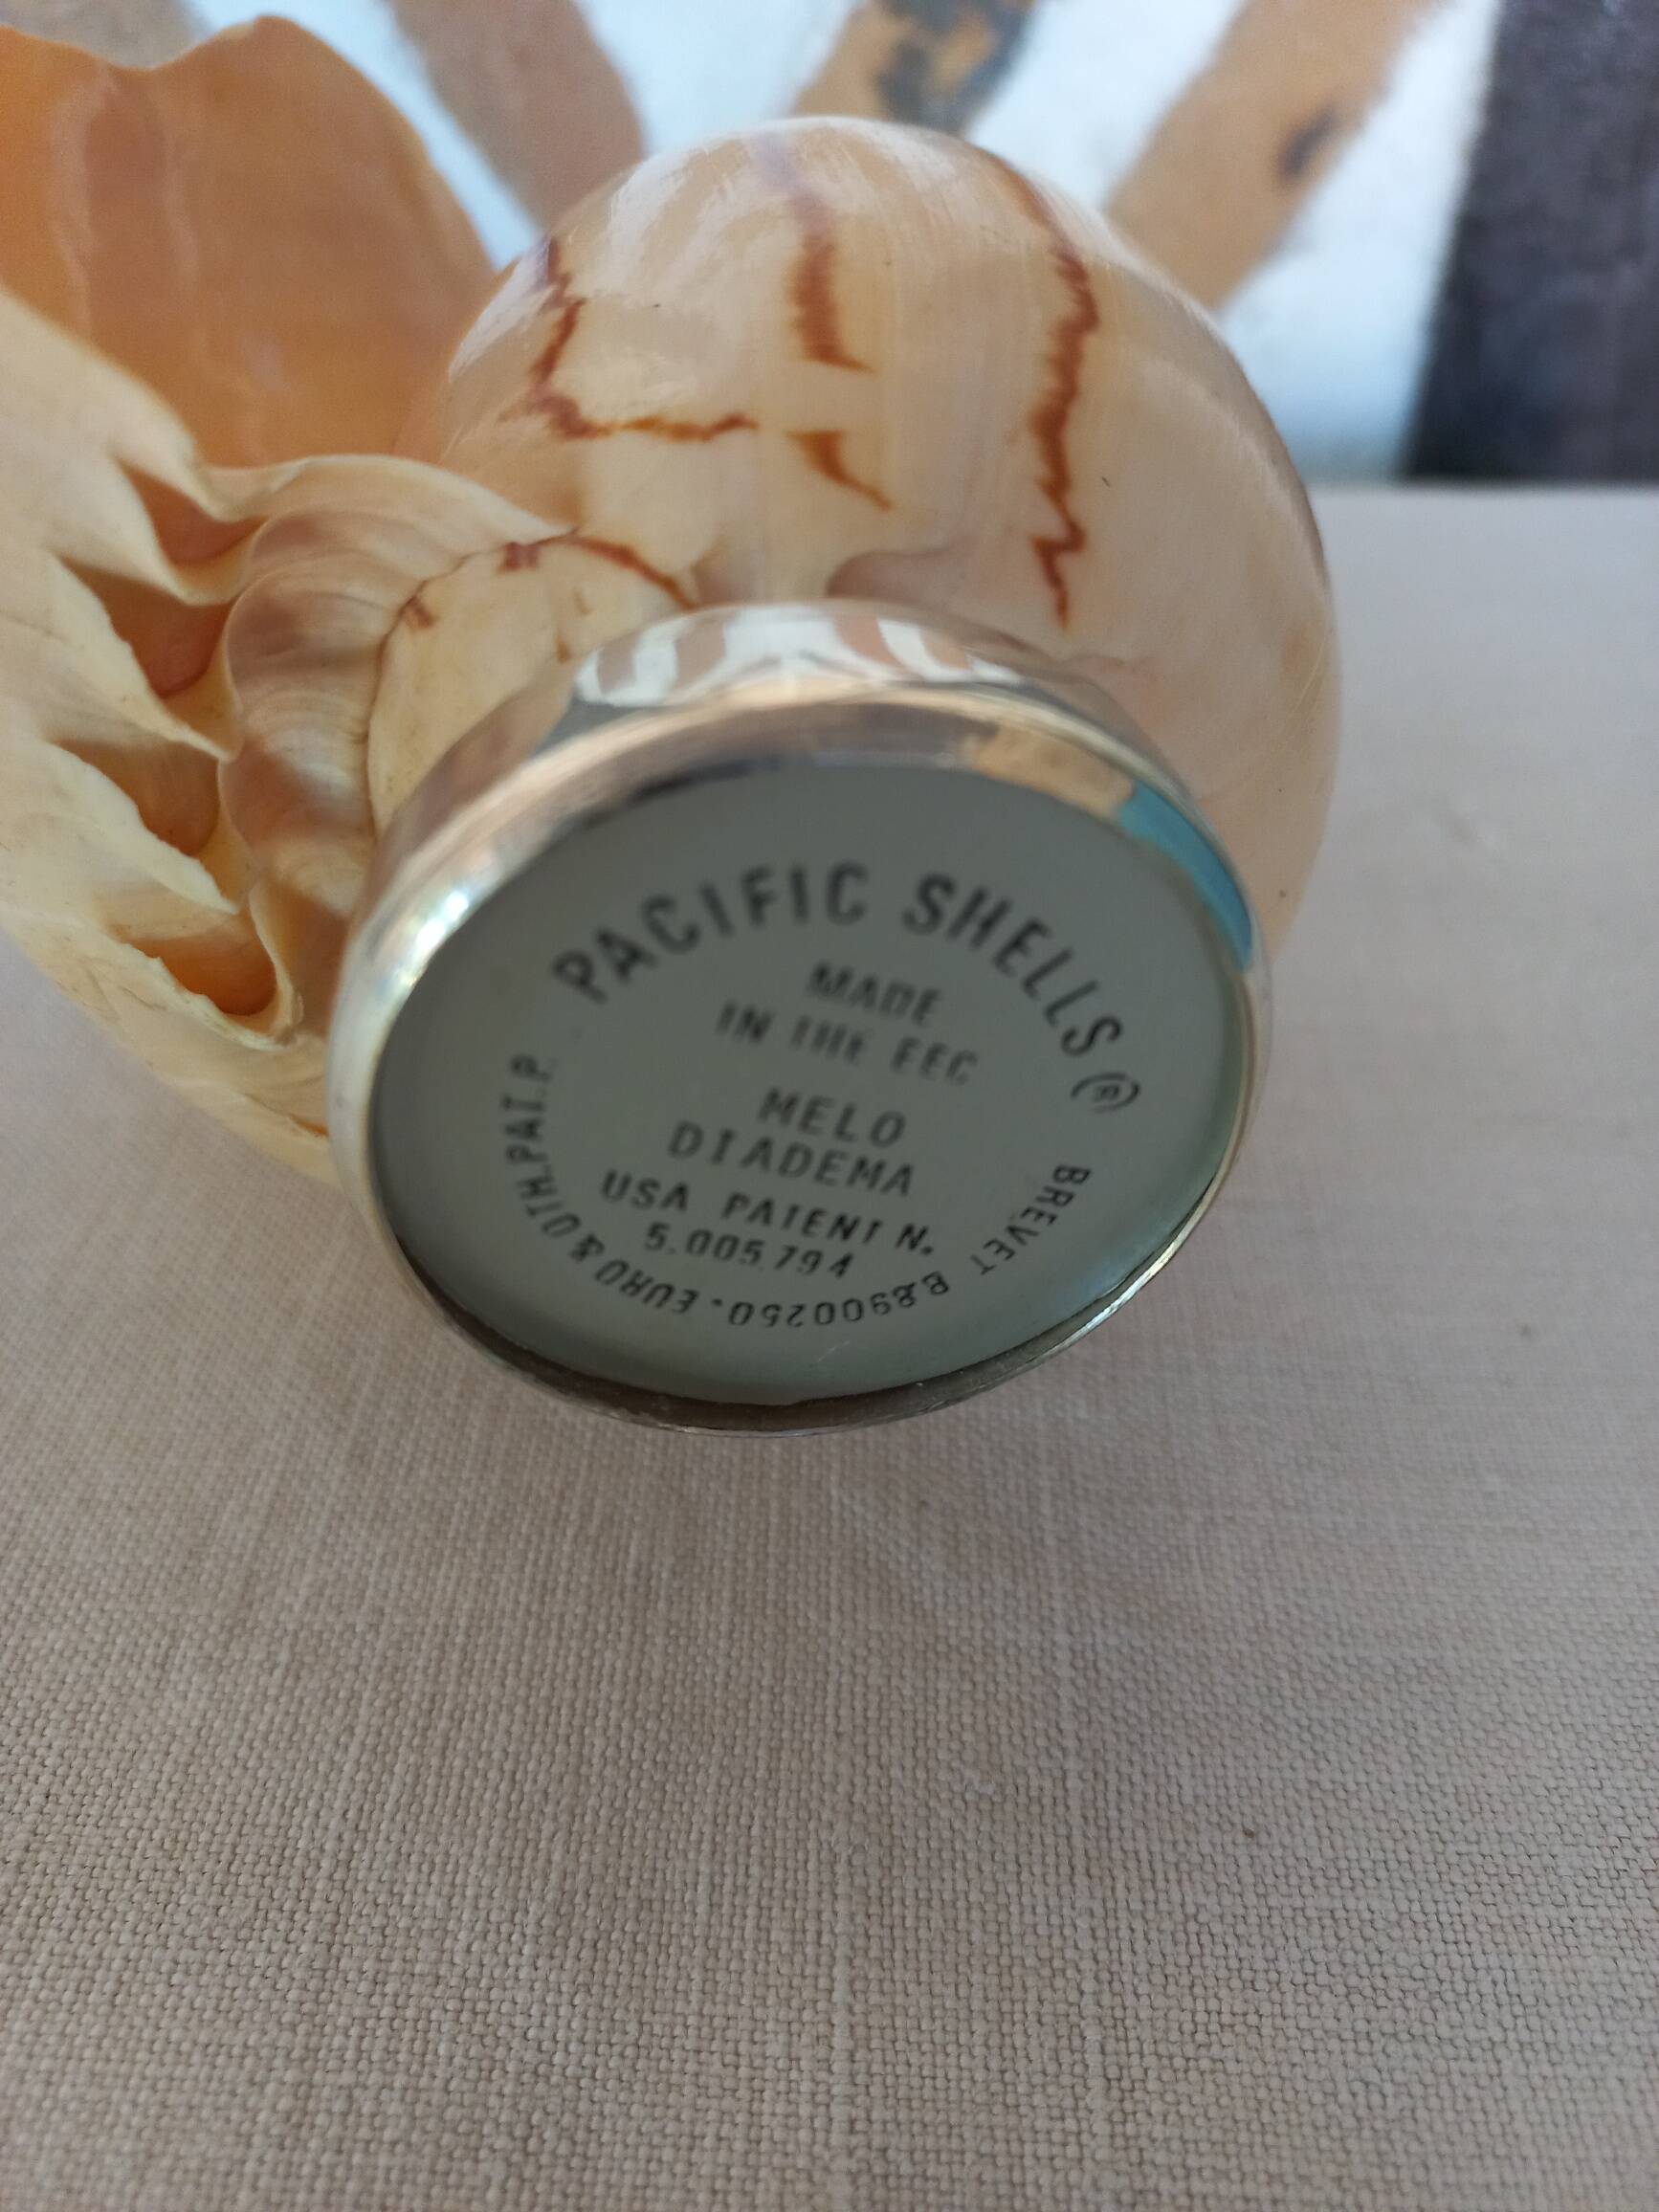 PACIFIC SHELLS ®
MADE
IN THE EEC
MELO
DIADEMA
USA PATENT N.
5.005.794
BREVET B.8900250. EURO & OTH.PAT.P.